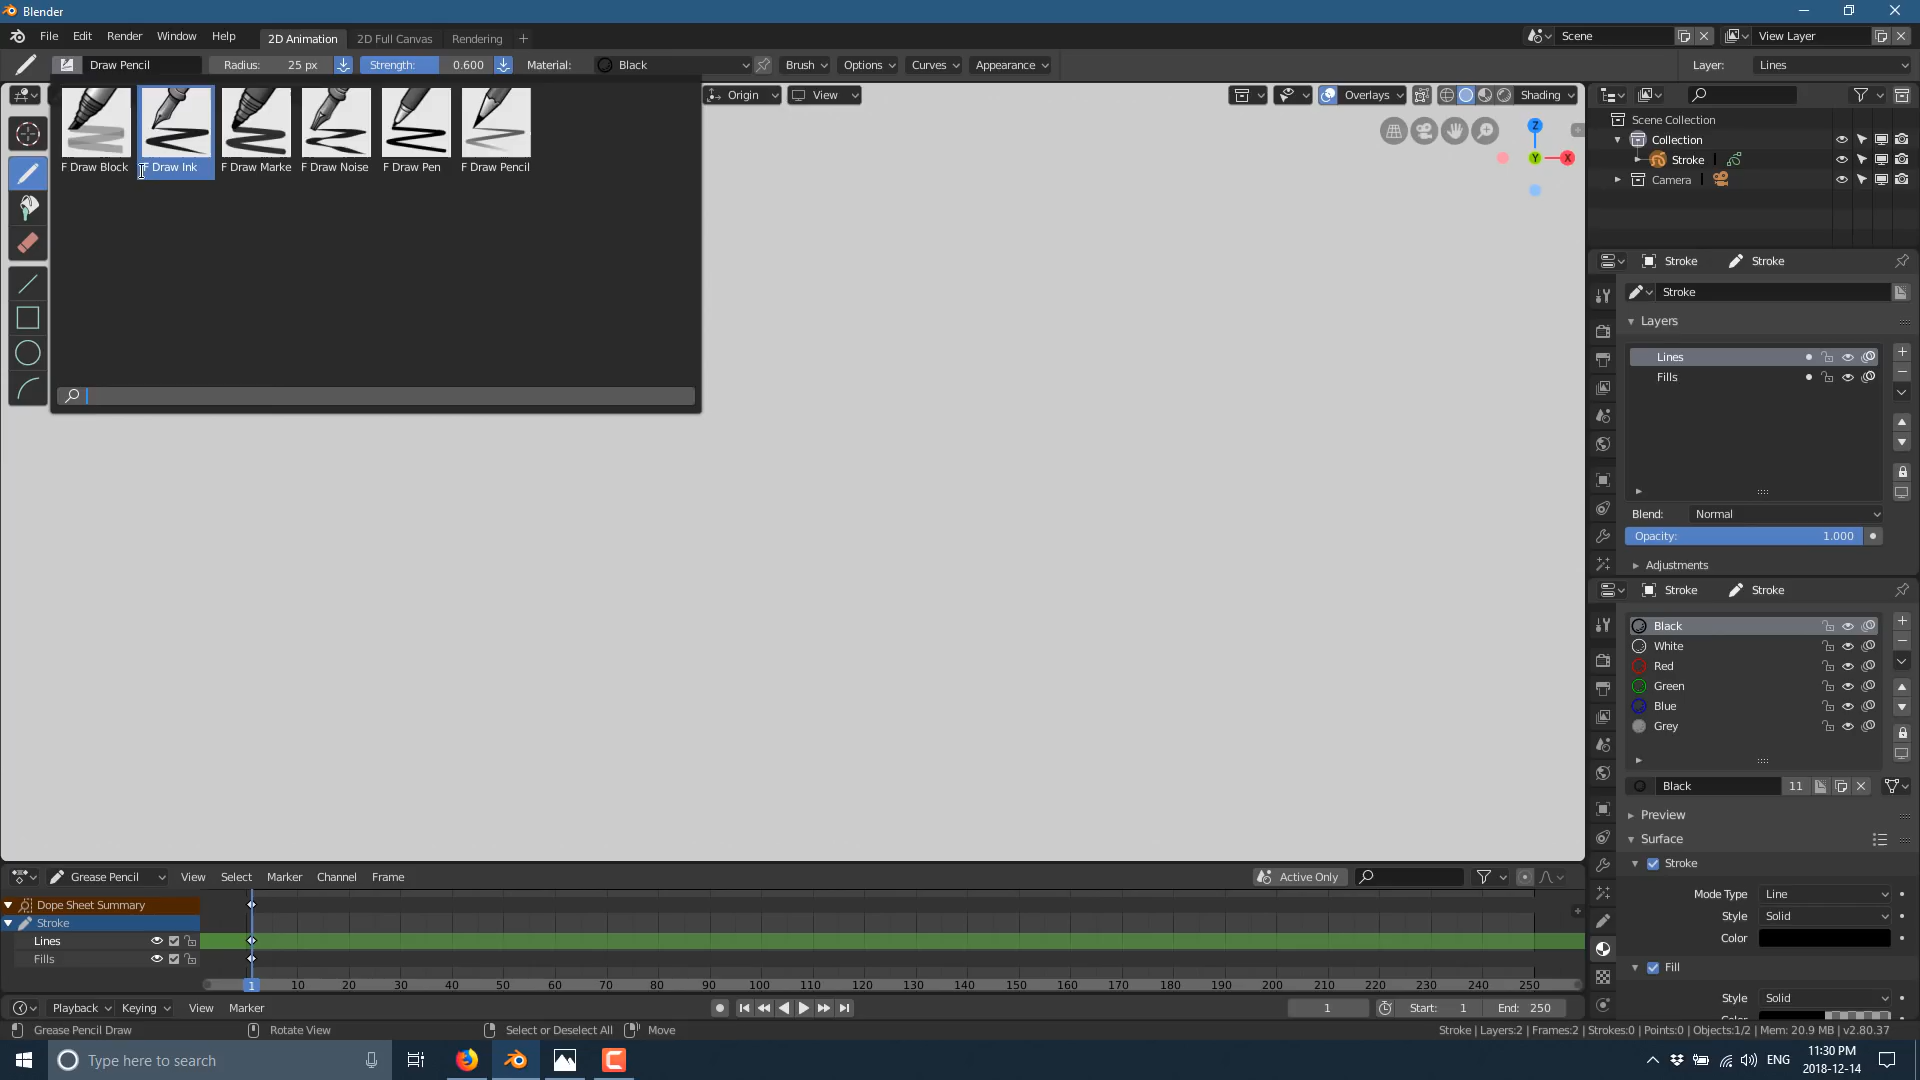 Blender
File Edit Render Window Help 2D Animation 2D Full Canvas Rendering + Scene View Layer
Draw Pencil Radius: 25 px Strength: 0.600 Material: Black Brush Options Curves Appearance Layer: Lines
Origin View Overlays Shading
F Draw Block F Draw Ink F Draw Marke F Draw Noise F Draw Pen F Draw Pencil
Z
Y X
Scene Collection
Collection
Stroke
Camera
Stroke Stroke
Stroke
Layers
Lines
Fills
Blend: Normal
Opacity: 1.000
Adjustments
Stroke Stroke
Black
White
Red
Green
Blue
Grey
Black 11
Preview
Surface
Stroke
Mode Type Line
Style Solid
Color
Fill
Style Solid
Grease Pencil View Select Marker Channel Frame Active Only
Dope Sheet Summary
Stroke
Lines
Fills
1 10 20 30 40 50 60 70 80 90 100 110 120 130 140 150 160 170 180 190 200 210 220 230 240 250
Playback Keying View Marker 1 Start: 1 End: 250
Grease Pencil Draw Rotate View Select or Deselect All Move Stroke | Layers:2 | Frames:2 | Strokes:0 | Points:0 | Objects:1/2 | Mem: 20.9 MB | v2.80.37
Type here to search ENG 11:30 PM
2018-12-14